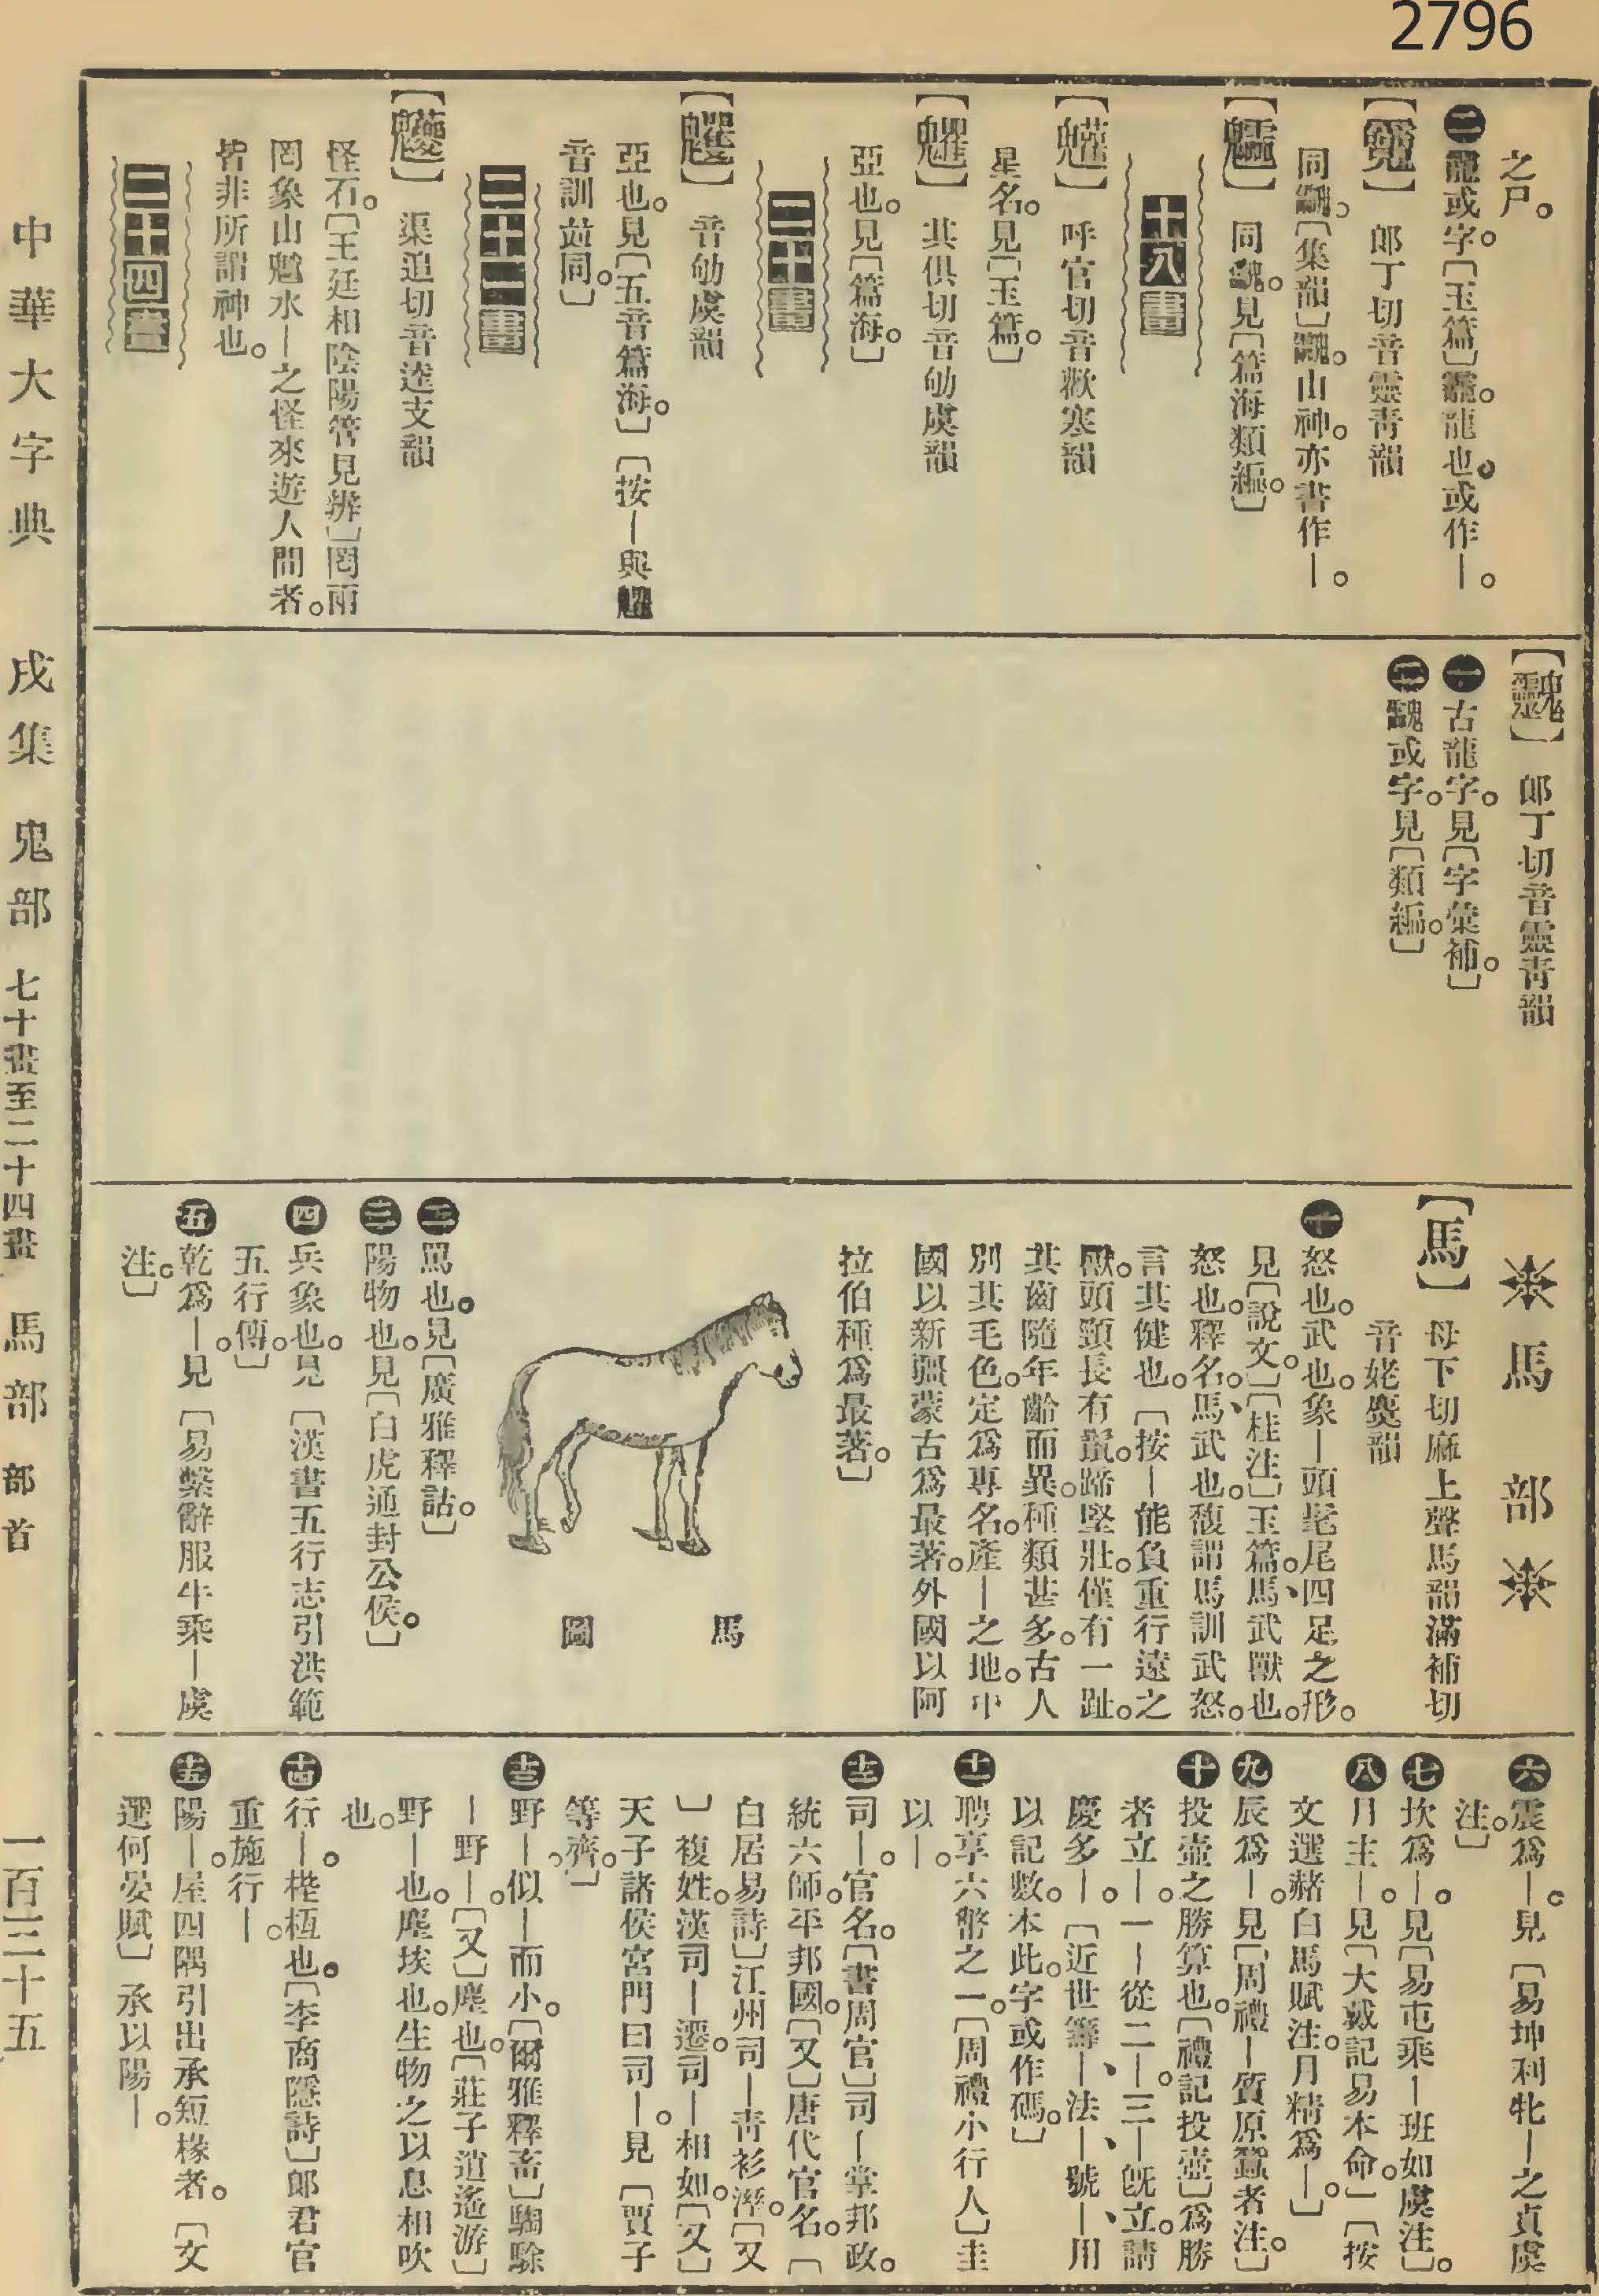 2796
之尸。
㊁龗或字。〔玉篇〕龗。龍也。或作｜。
郎丁切音靈靑韻
〔集韻〕山神。亦書作｜。
見〔篇海類編。〕
十八畫
呼官切音歡寒韻
星名。見〔玉篇。〕
其俱切音劬虞韻
亞也。見〔篇海。〕
二十畫
音劬虞韻
亞也。見〔五音篇海。〕〔按｜與
音訓並同。〕
二十二畫
渠追切音逵支韻
怪石。〔王廷相陰陽管見辨〕罔兩
罔象山魈水｜之怪來遊人間者。
皆非所謂神也。
二十四畫
郎丁切音靈靑韻
㊀古龍字。見〔字彙補。〕
㊁或字。見〔類編。〕
馬部
【馬】母下切麻上聲馬韻滿補切
音姥麌韻
㊀怒也。武也。象｜頭髦尾四足之形。
見〔說文。〕〔桂注〕玉篇。馬、武獸也。
怒也。釋名。馬、武也。馥謂馬訓武怒。
言其健也。〔按｜能負重行遠之
獸。頭頸長有鬣。蹄堅壯。僅有一趾。
其齒隨年齡而異。種類甚多。古人
別其毛色。定爲專名。產｜之地。中
國以新疆蒙古爲最著。外國以阿
拉伯種爲最著。〕
馬圖
㊁罵也。見〔廣雅釋詁。〕
㊂陽物也。見〔白虎通封公侯。〕
㊃兵象也。見〔漢書五行志引洪範
五行傳。〕
㊄乾爲｜。見〔易繫辭服牛乘｜虞
注。〕
㊅震爲｜。見〔易坤利牝｜之貞虞
注。〕
㊆坎爲｜。見〔易屯乘｜班如虞注。〕
㊇月主｜。見〔大戴記易本命。〕〔按
文選赭白馬賦注。月精爲｜。〕
㊈辰爲｜。見〔周禮｜質原蠶者注。〕
㊉投壺之勝算也。〔禮記投壺〕爲勝
者立｜。一｜從二｜。三｜旣立。請
慶多｜。〔近世籌｜、法｜、號｜、用
以記數。本此。字或作碼。〕
⑪聘享六幣之一。〔周禮小行人〕圭
以｜。
⑫司｜。官名。〔書周官〕司｜掌邦政。
統六師。平邦國。〔又〕唐代官名。〔
白居易詩〕江州司｜靑衫溼。〔又
〕複姓。漢司｜遷。司｜相如。〔又〕
天子諸侯宮門曰司｜。見〔賈子
等齊。〕
⑬野｜。似｜而小。〔爾雅釋畜〕騊駼
｜野｜。〔又〕塵也。〔莊子逍遙游〕
野｜也。塵埃也。生物之以息相吹
也。
⑭行｜。梐枑也。〔李商隱詩〕郎君官
重施行｜。
⑮陽｜。屋四隅引出承短椽者。〔文
選何晏賦〕承以陽｜。
中華大字典　戌集　鬼部　七十畫至二十四畫　馬部　部首　一百三十五